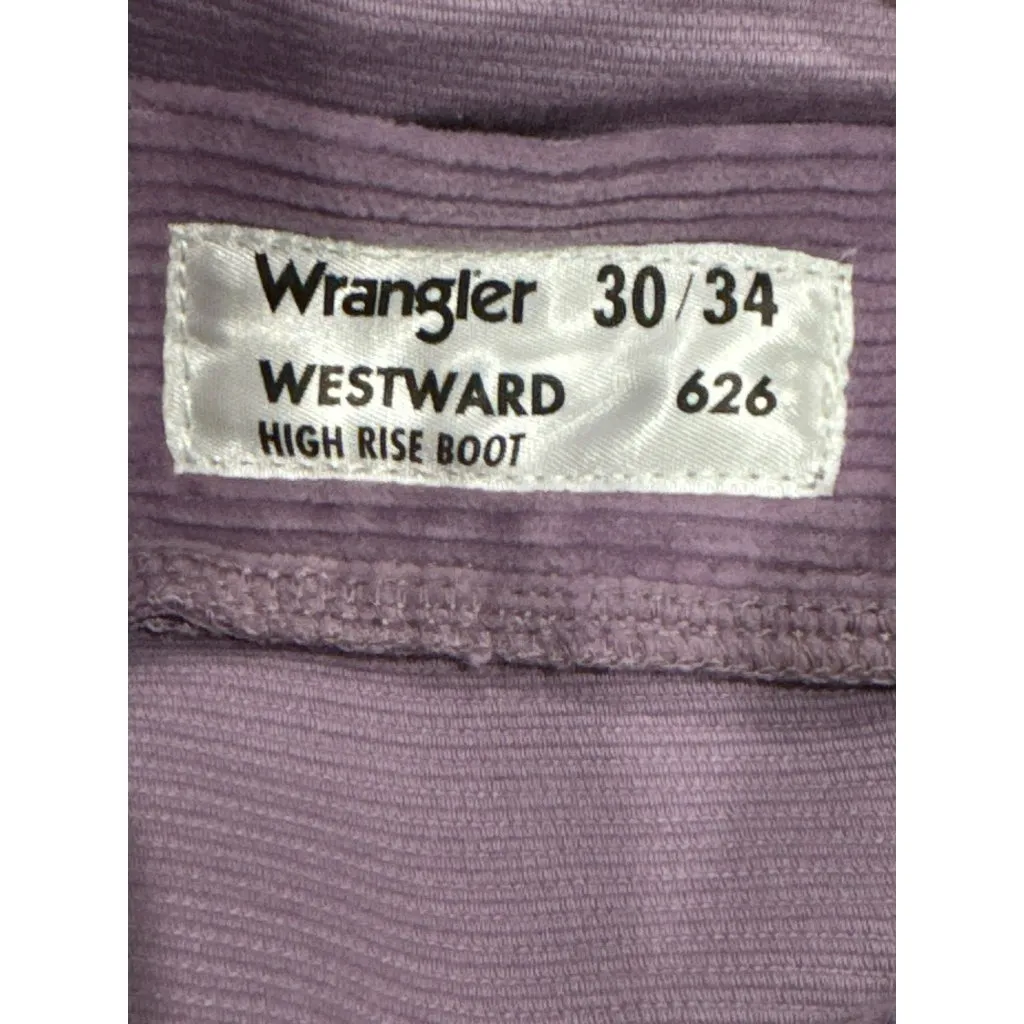 Wrangler 30/34
WESTWARD 626
HIGH RISE BOOT